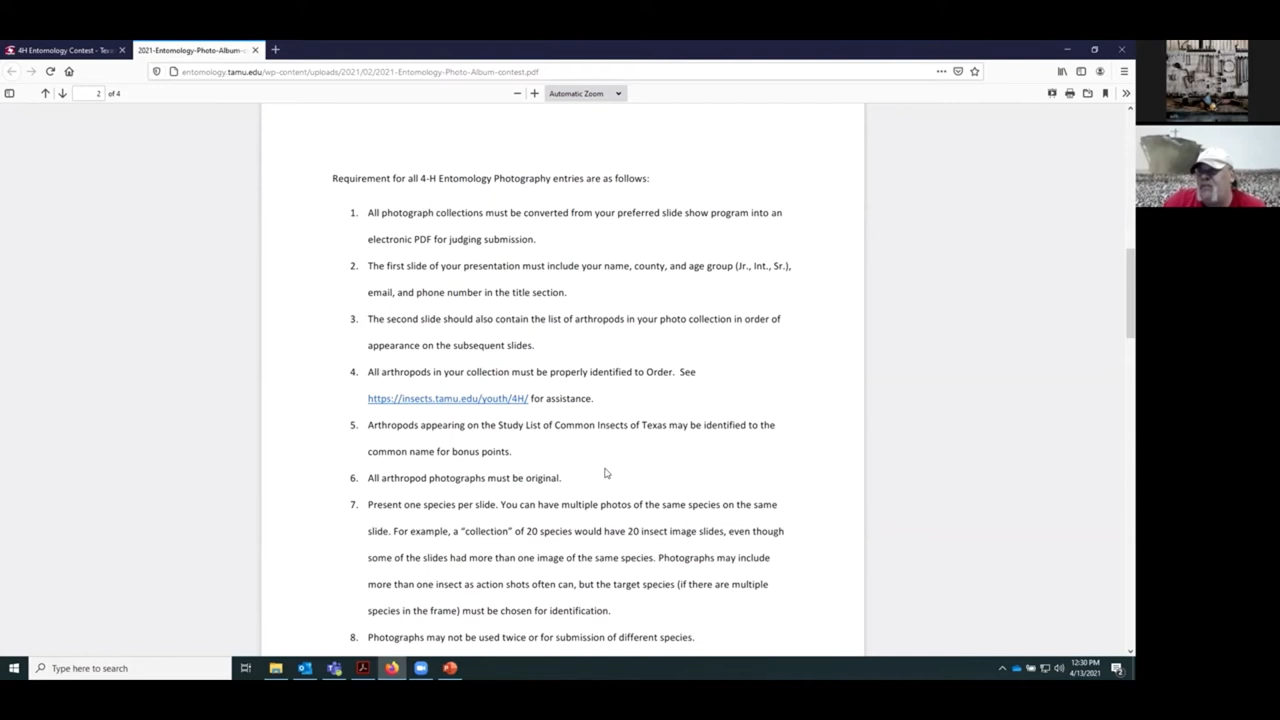 4H Entomology Contest - Tex
2021-Entomology-Photo-Album-c
entomology.tamu.edu/wp-content/uploads/2021/02/2021-Entomology-Photo-Album-contest.pdf
2 of 4
Automatic Zoom
Requirement for all 4-H Entomology Photography entries are as follows:
1. All photograph collections must be converted from your preferred slide show program into an
electronic PDF for judging submission.
2. The first slide of your presentation must include your name, county, and age group (Jr., Int., Sr.),
email, and phone number in the title section.
3. The second slide should also contain the list of arthropods in your photo collection in order of
appearance on the subsequent slides.
4. All arthropods in your collection must be properly identified to Order.  See
https://insects.tamu.edu/youth/4H/ for assistance.
5. Arthropods appearing on the Study List of Common Insects of Texas may be identified to the
common name for bonus points.
6. All arthropod photographs must be original.
7. Present one species per slide. You can have multiple photos of the same species on the same
slide. For example, a “collection” of 20 species would have 20 insect image slides, even though
some of the slides had more than one image of the same species. Photographs may include
more than one insect as action shots often can, but the target species (if there are multiple
species in the frame) must be chosen for identification.
8. Photographs may not be used twice or for submission of different species.
Type here to search
12:30 PM
4/13/2021